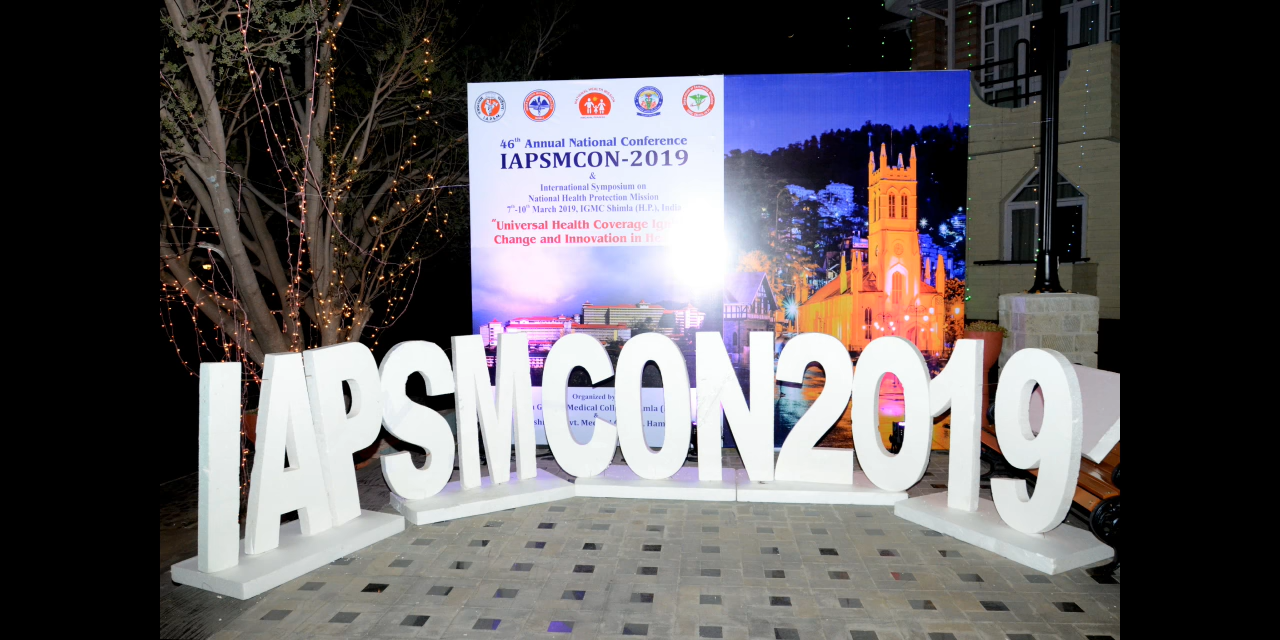 46th Annual National Conference
IAPSMCON-2019
&
International Symposium on
National Health Protection Mission
7th-10th March 2019, IGMC Shimla (H.P.), India
"Universal Health Coverage
Change and Innovation in
Organized by
Medical
IAPSMCON2019